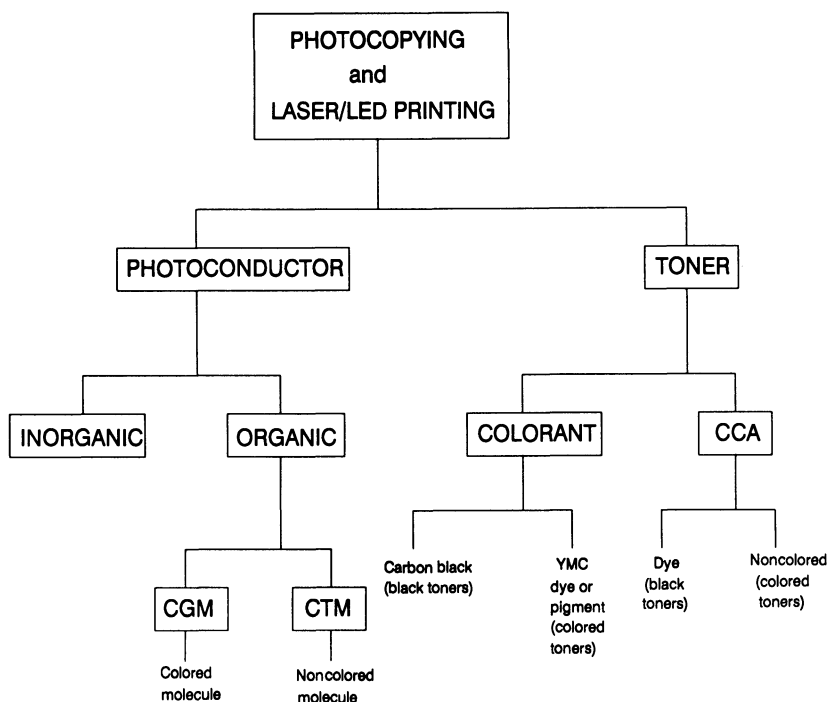 PHOTOCOPYING
and
LASER/LED PRINTING
PHOTOCONDUCTOR
TONER
INORGANIC
ORGANIC
COLORANT
CCA
Carbon black
(black toners)
YMC
dye or
pigment
(colored
toners)
Dye
(black
toners)
Noncolored
(colored
toners)
CGM
CTM
Colored
molecule
Noncolored
molecule